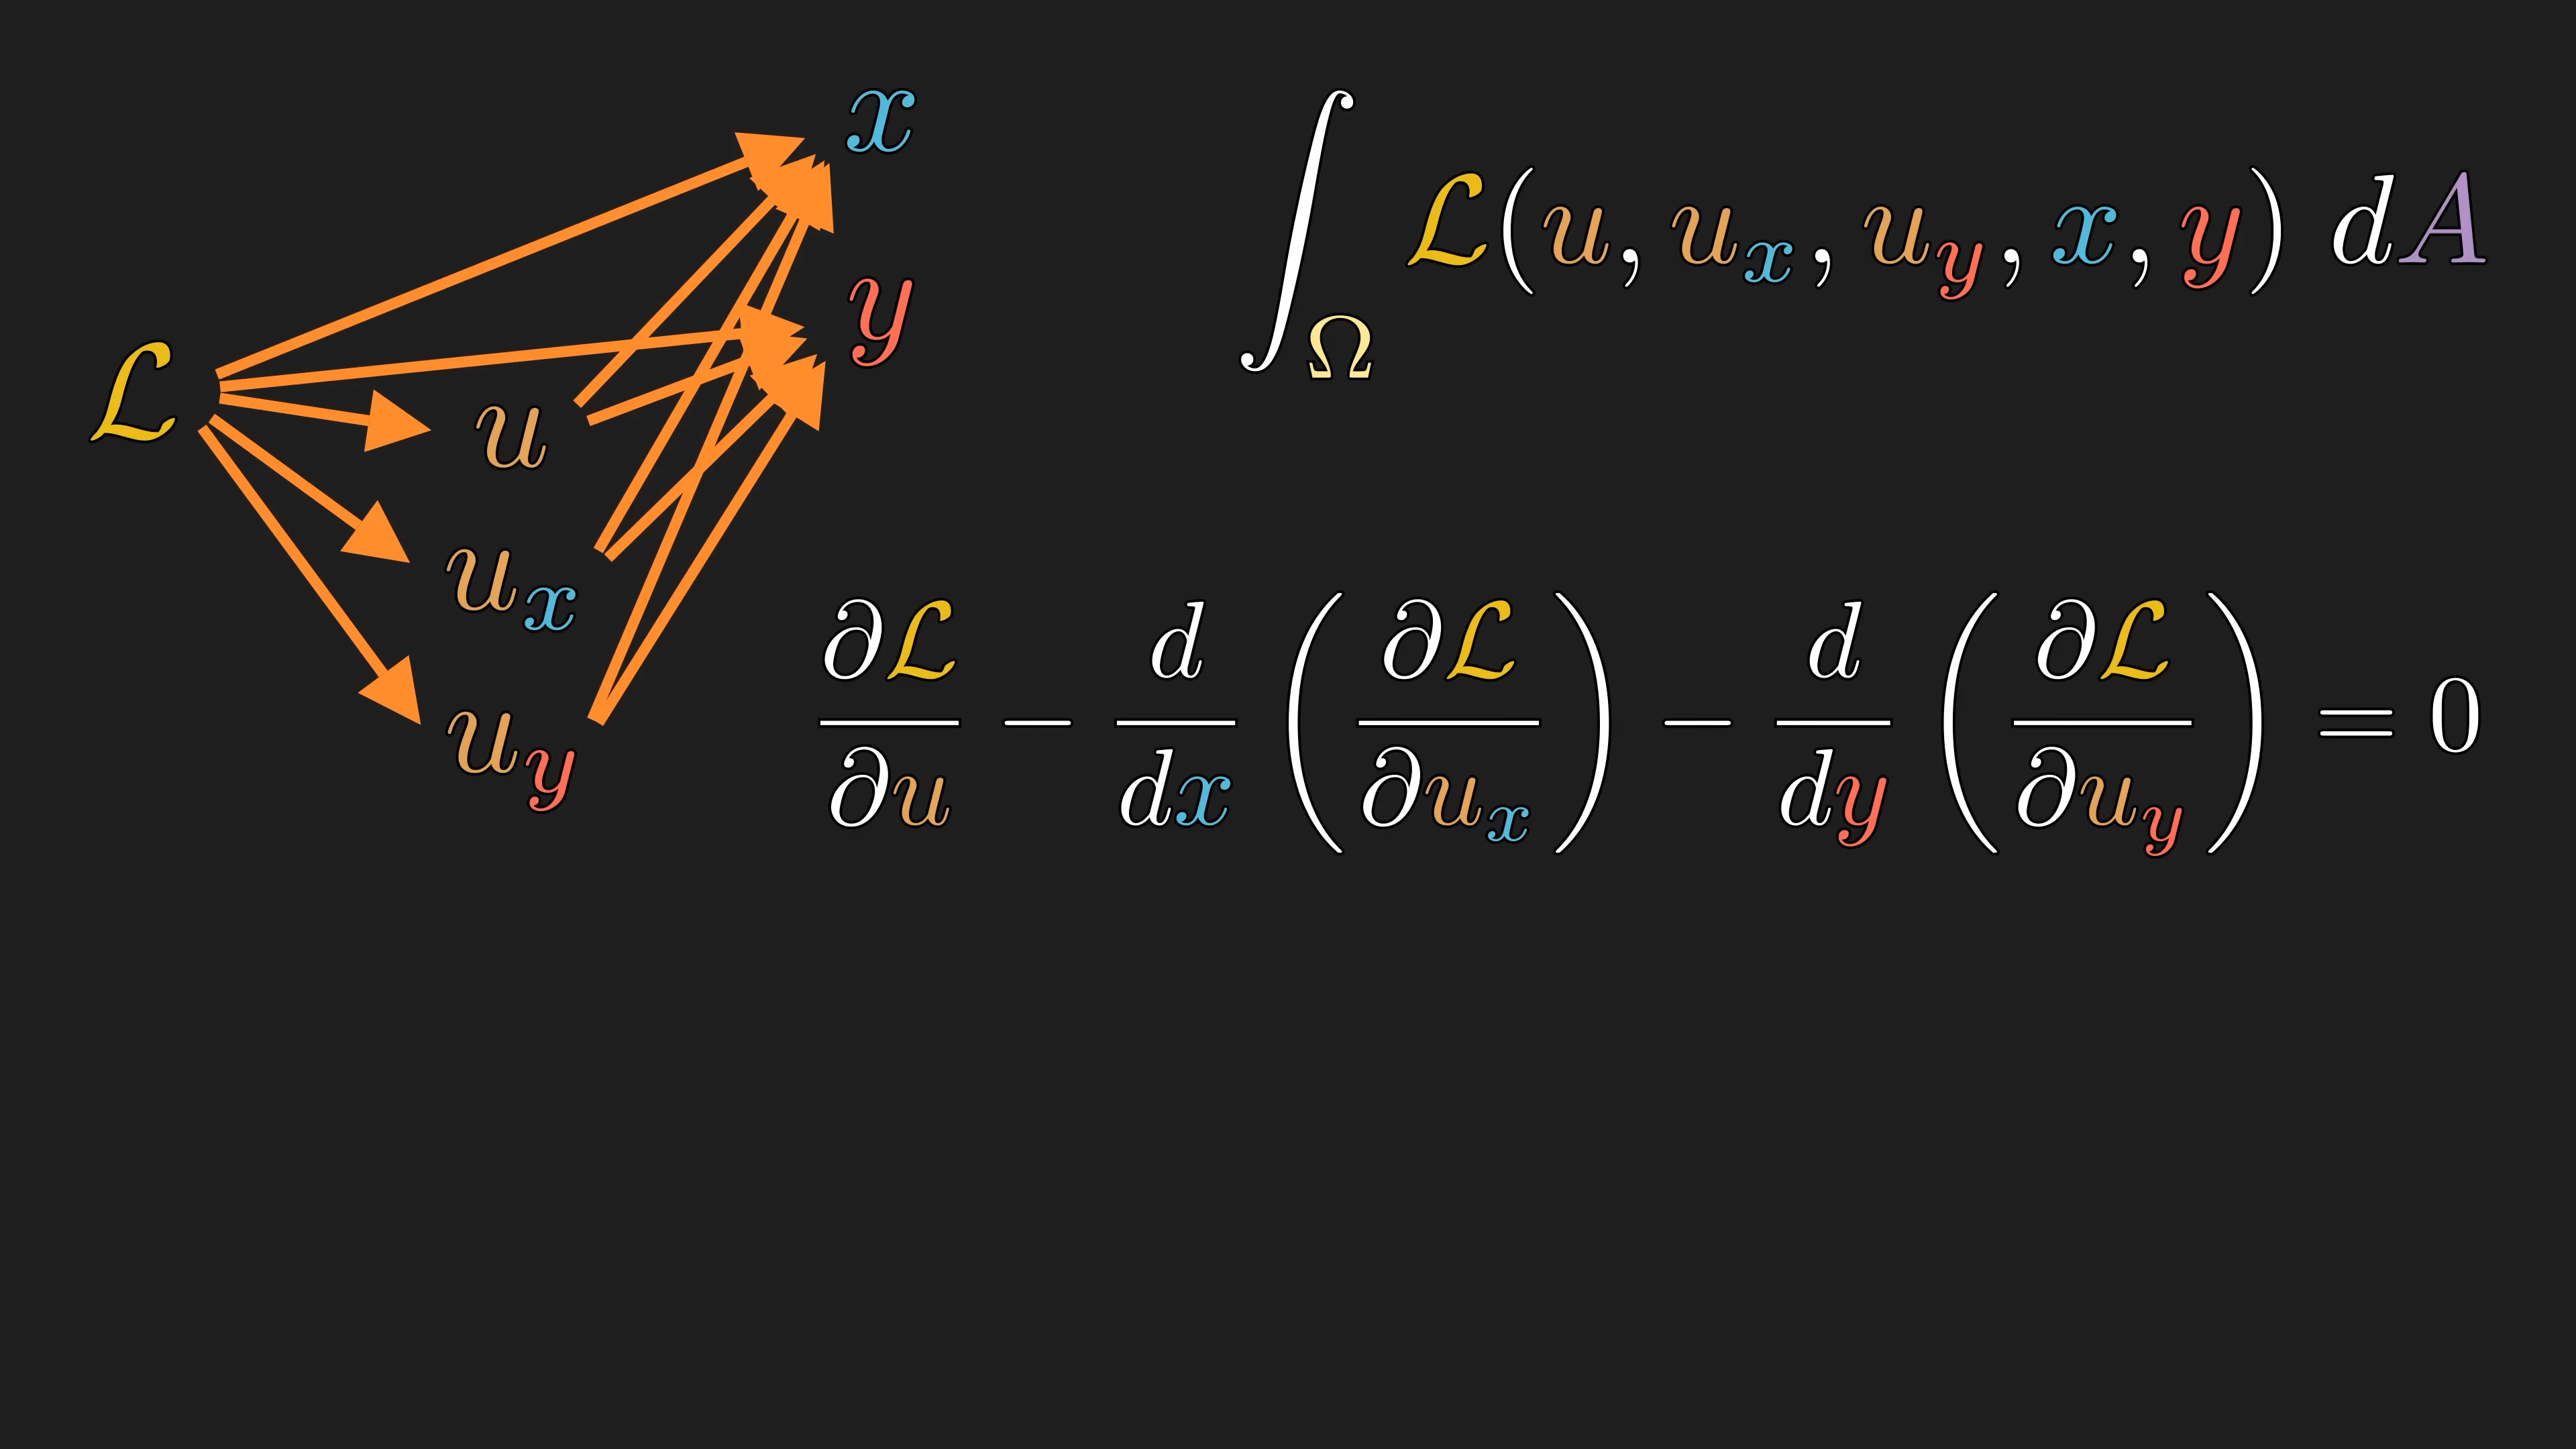 x
y
ℒ
u
u_x
u_y
∫_Ω ℒ(u, u_x, u_y, x, y) dA
∂ℒ/∂u − d/dx (∂ℒ/∂u_x) − d/dy (∂ℒ/∂u_y) = 0